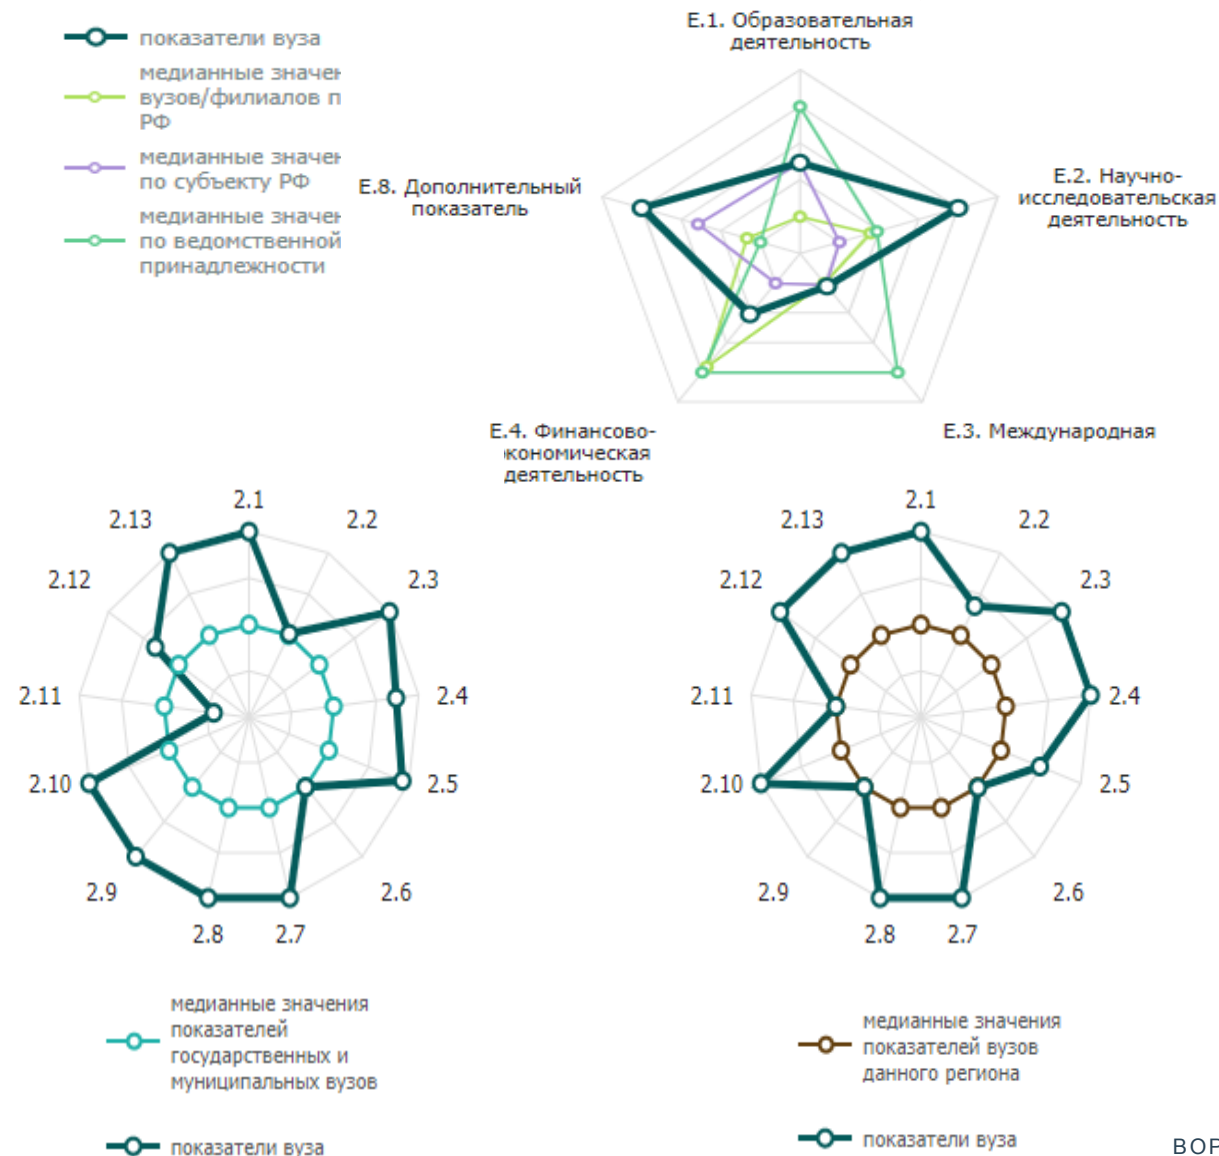 показатели вуза
медианные значен
вузов/филиалов п
РФ
медианные значен
по субъекту РФ
медианные значен
по ведомственной
принадлежности
Е.1. Образовательная
деятельность
Е.2. Научно-
исследовательская
деятельность
Е.8. Дополнительный
показатель
Е.4. Финансово-
кономическая
деятельность
Е.3. Международная
2.1
2.2
2.3
2.4
2.5
2.6
2.7
2.8
2.9
2.10
2.11
2.12
2.13
2.1
2.2
2.3
2.4
2.5
2.6
2.7
2.8
2.9
2.10
2.11
2.12
2.13
медианные значения
показателей
государственных и
муниципальных вузов
показатели вуза
медианные значения
показателей вузов
данного региона
показатели вуза
ВОР